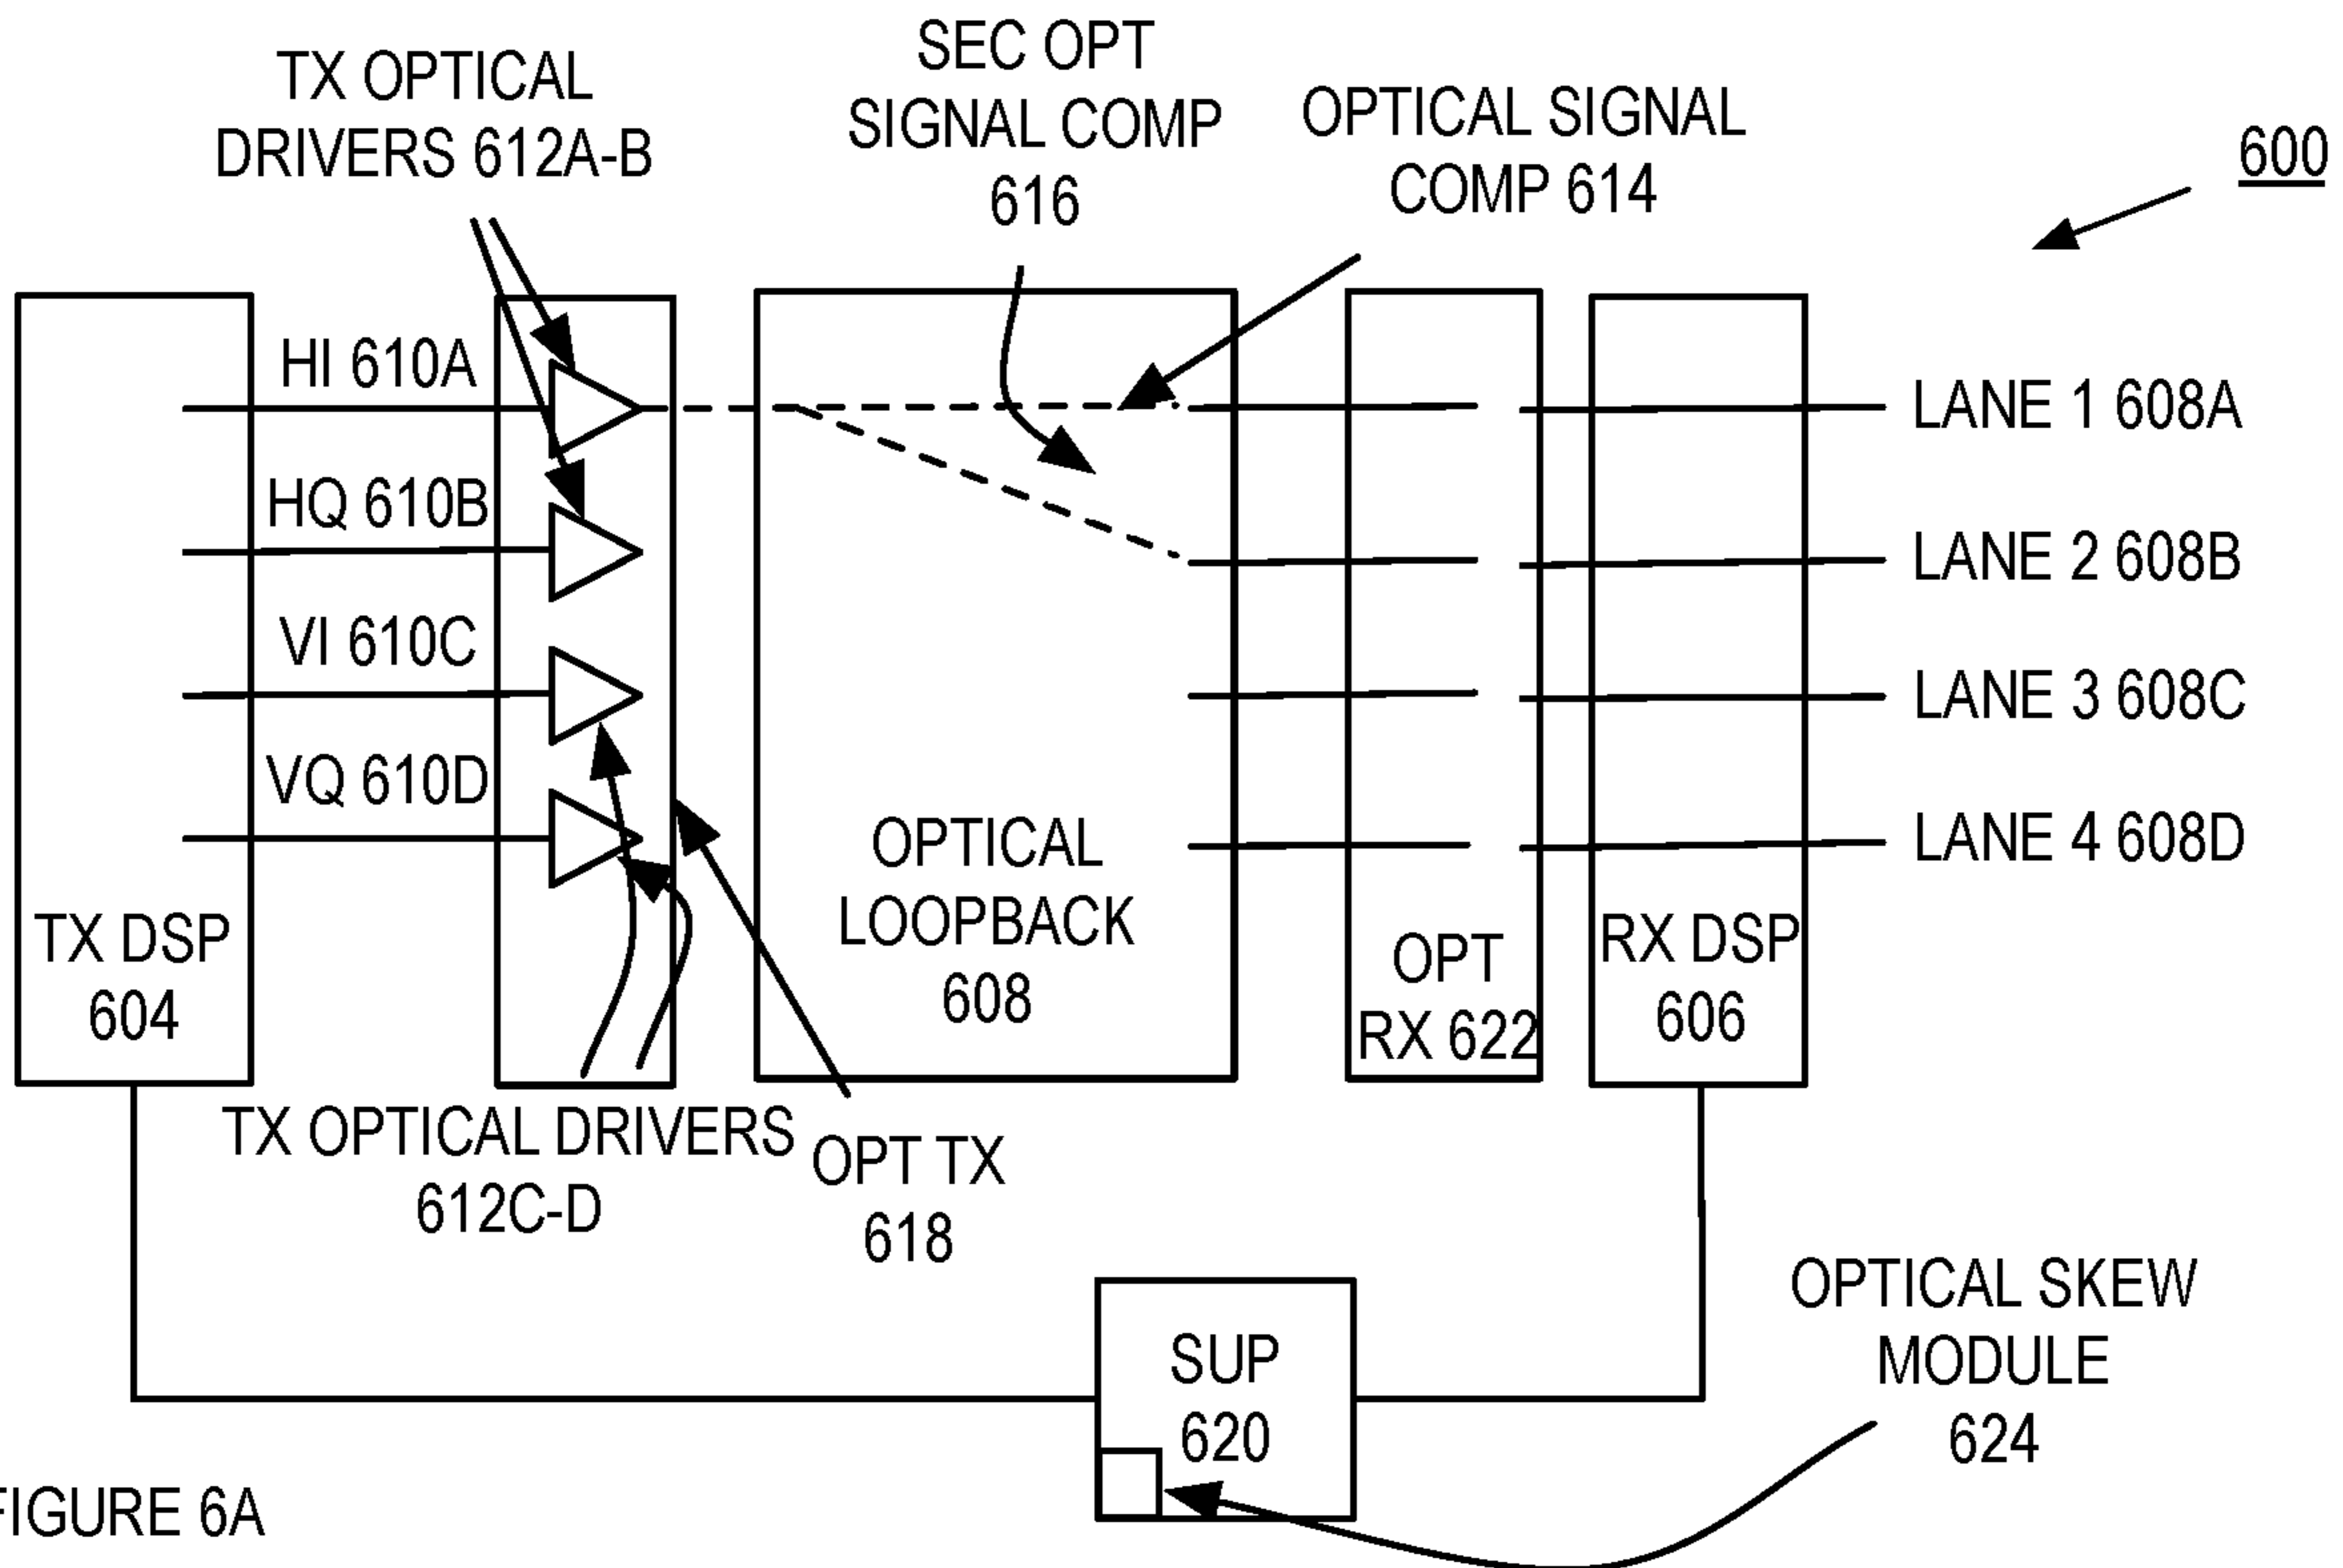 TX OPTICAL
DRIVERS 612A-B
SEC OPT
SIGNAL COMP
616
OPTICAL SIGNAL
COMP 614
600
HI 610A
HQ 610B
VI 610C
VQ 610D
LANE 1 608A
LANE 2 608B
LANE 3 608C
LANE 4 608D
TX DSP
604
OPTICAL
LOOPBACK
608
OPT
RX 622
RX DSP
606
TX OPTICAL DRIVERS
612C-D
OPT TX
618
SUP
620
OPTICAL SKEW
MODULE
624
FIGURE 6A